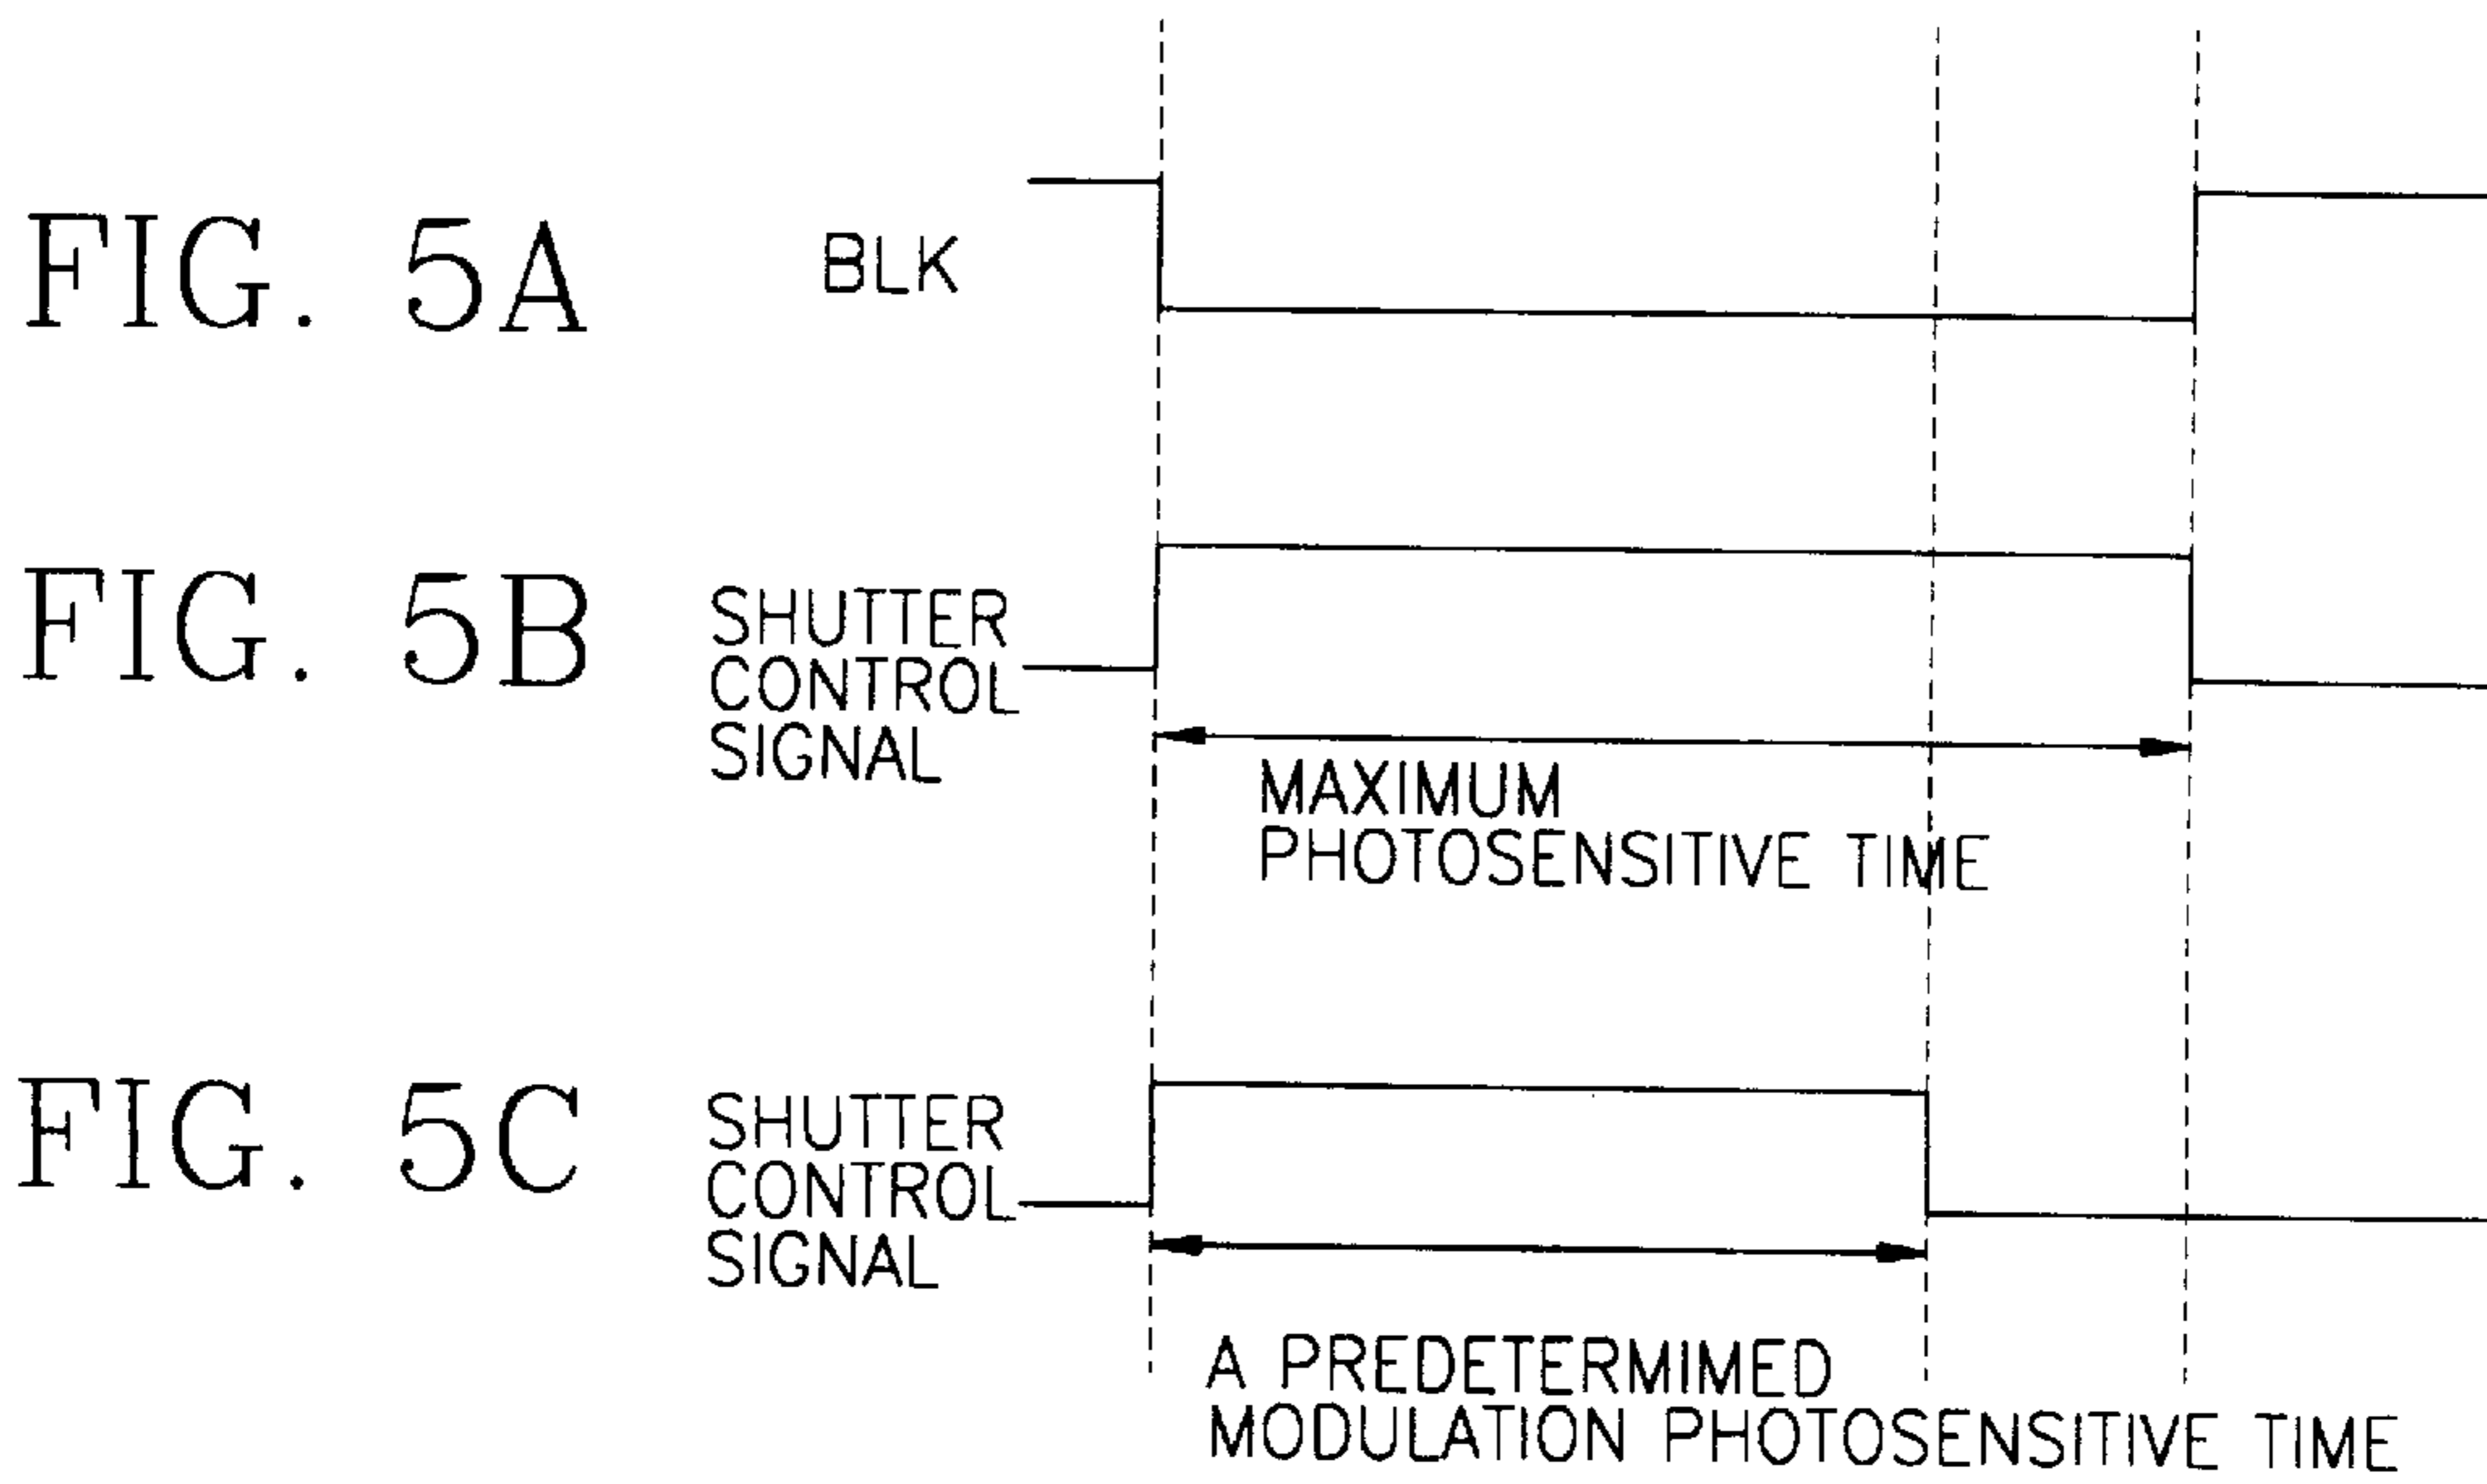 FIG. 5A
BLK
FIG. 5B
SHUTTER
CONTROL
SIGNAL
MAXIMUM
PHOTOSENSITIVE TIME
FIG. 5C
SHUTTER
CONTROL
SIGNAL
A PREDETERMIMED
MODULATION PHOTOSENSITIVE TIME